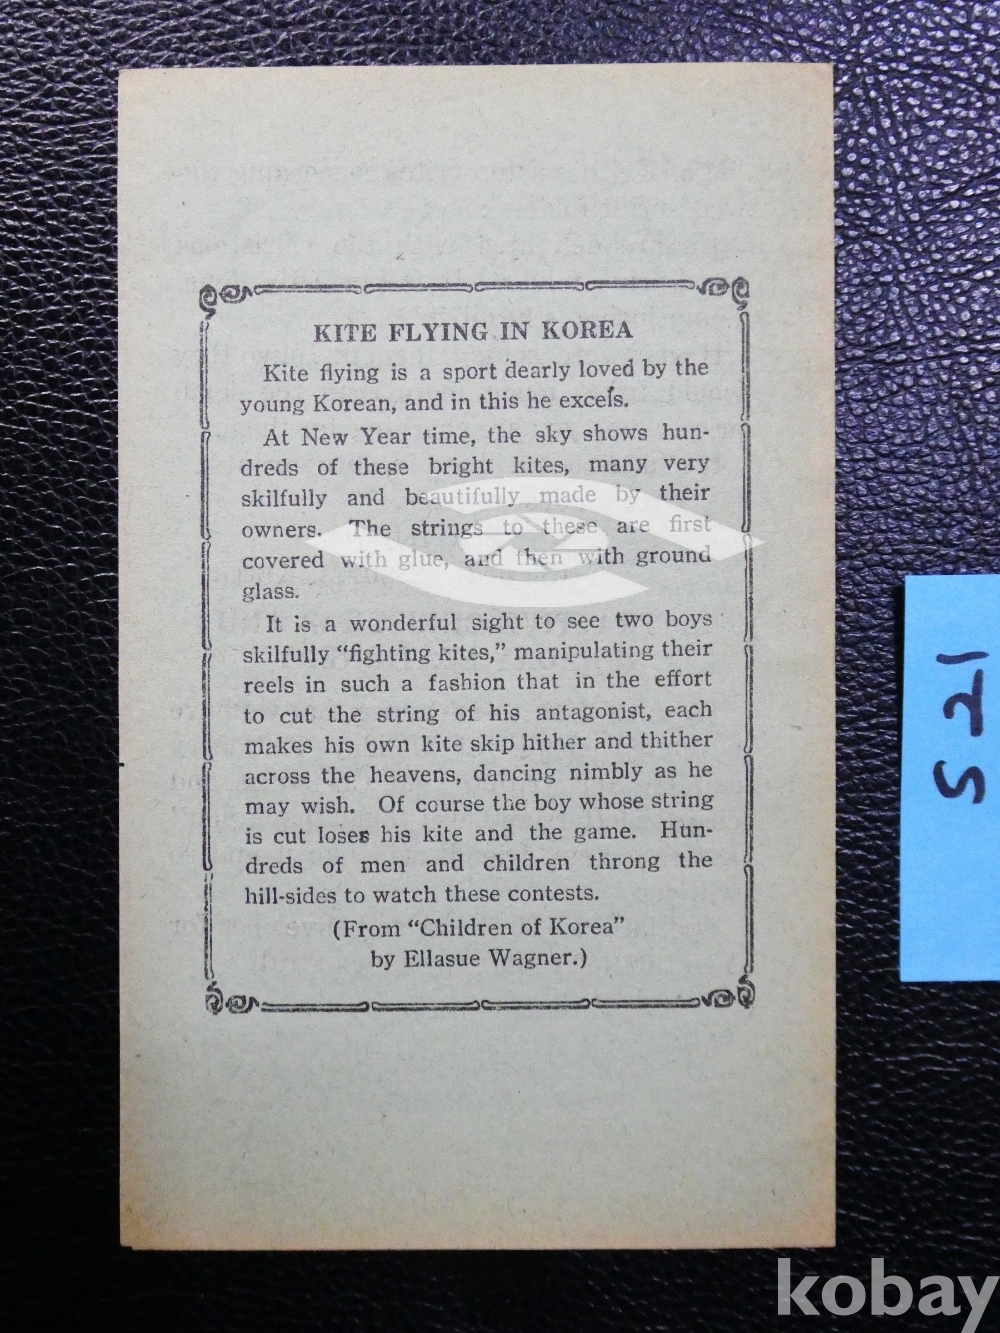 KITE FLYING IN KOREA
Kite flying is a sport dearly loved by the
young Korean, and in this he excels.
At New Year time, the sky shows hun-
dreds of these bright kites, many very
skilfully and beautifully made by their
owners. The strings to these are first
covered with glue, and then with ground
glass.
It is a wonderful sight to see two boys
skilfully “fighting kites,” manipulating their
reels in such a fashion that in the effort
to cut the string of his antagonist, each
makes his own kite skip hither and thither
across the heavens, dancing nimbly as he
may wish. Of course the boy whose string
is cut loses his kite and the game. Hun-
dreds of men and children throng the
hill-sides to watch these contests.
(From “Children of Korea”
by Ellasue Wagner.)
521
kobay